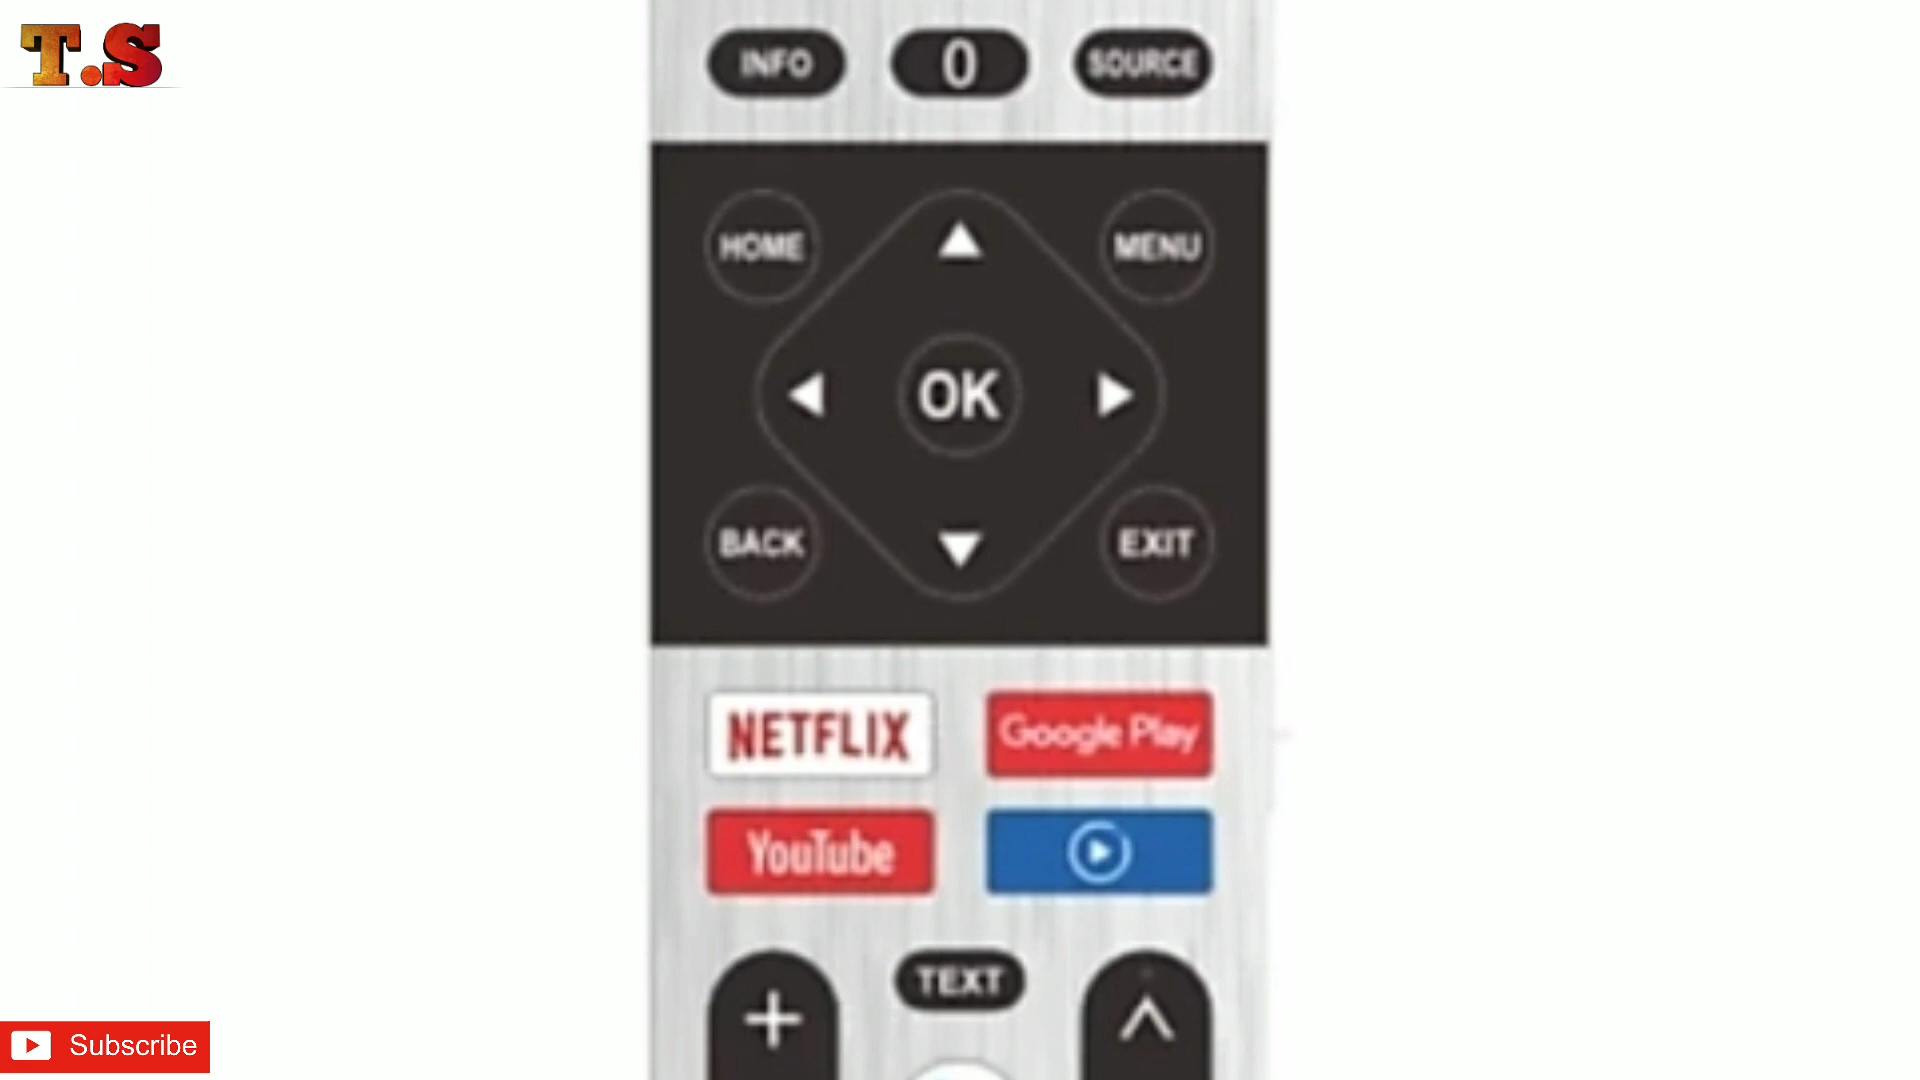 T.S
INFO 0 SOURCE
HOME MENU
OK
BACK EXIT
NETFLIX Google Play
YouTube
TEXT
Subscribe